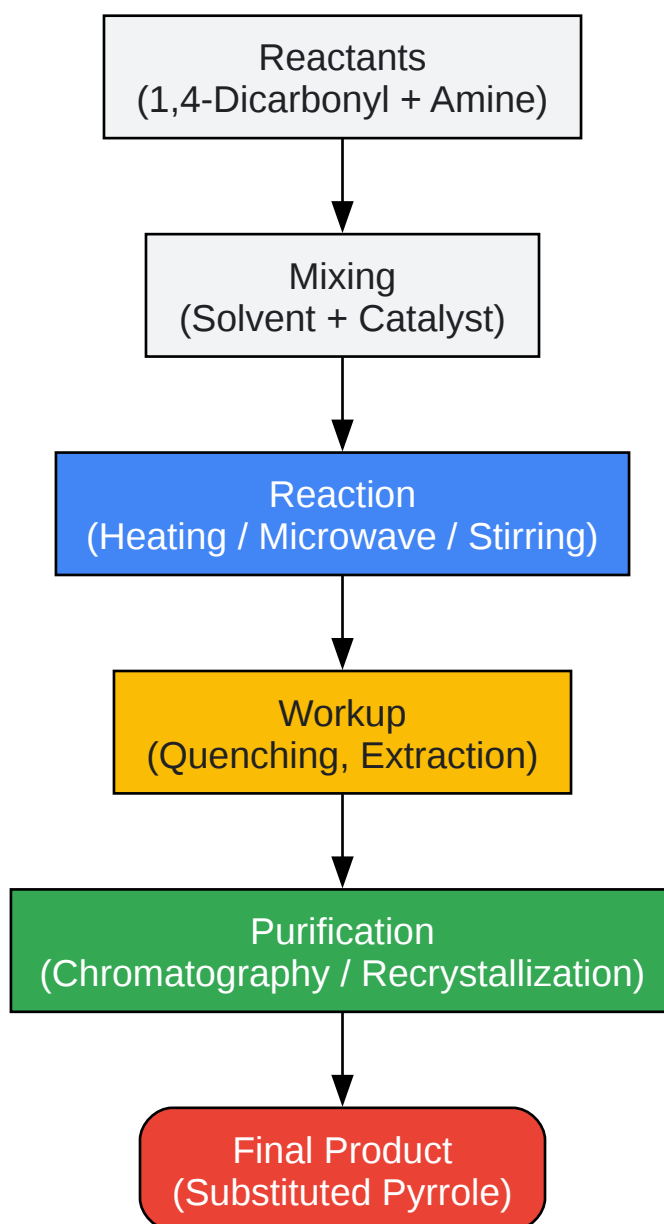 Reactants
(1,4-Dicarbonyl + Amine)
Mixing
(Solvent + Catalyst)
Reaction
(Heating / Microwave / Stirring)
Workup
(Quenching, Extraction)
Purification
(Chromatography / Recrystallization)
Final Product
(Substituted Pyrrole)